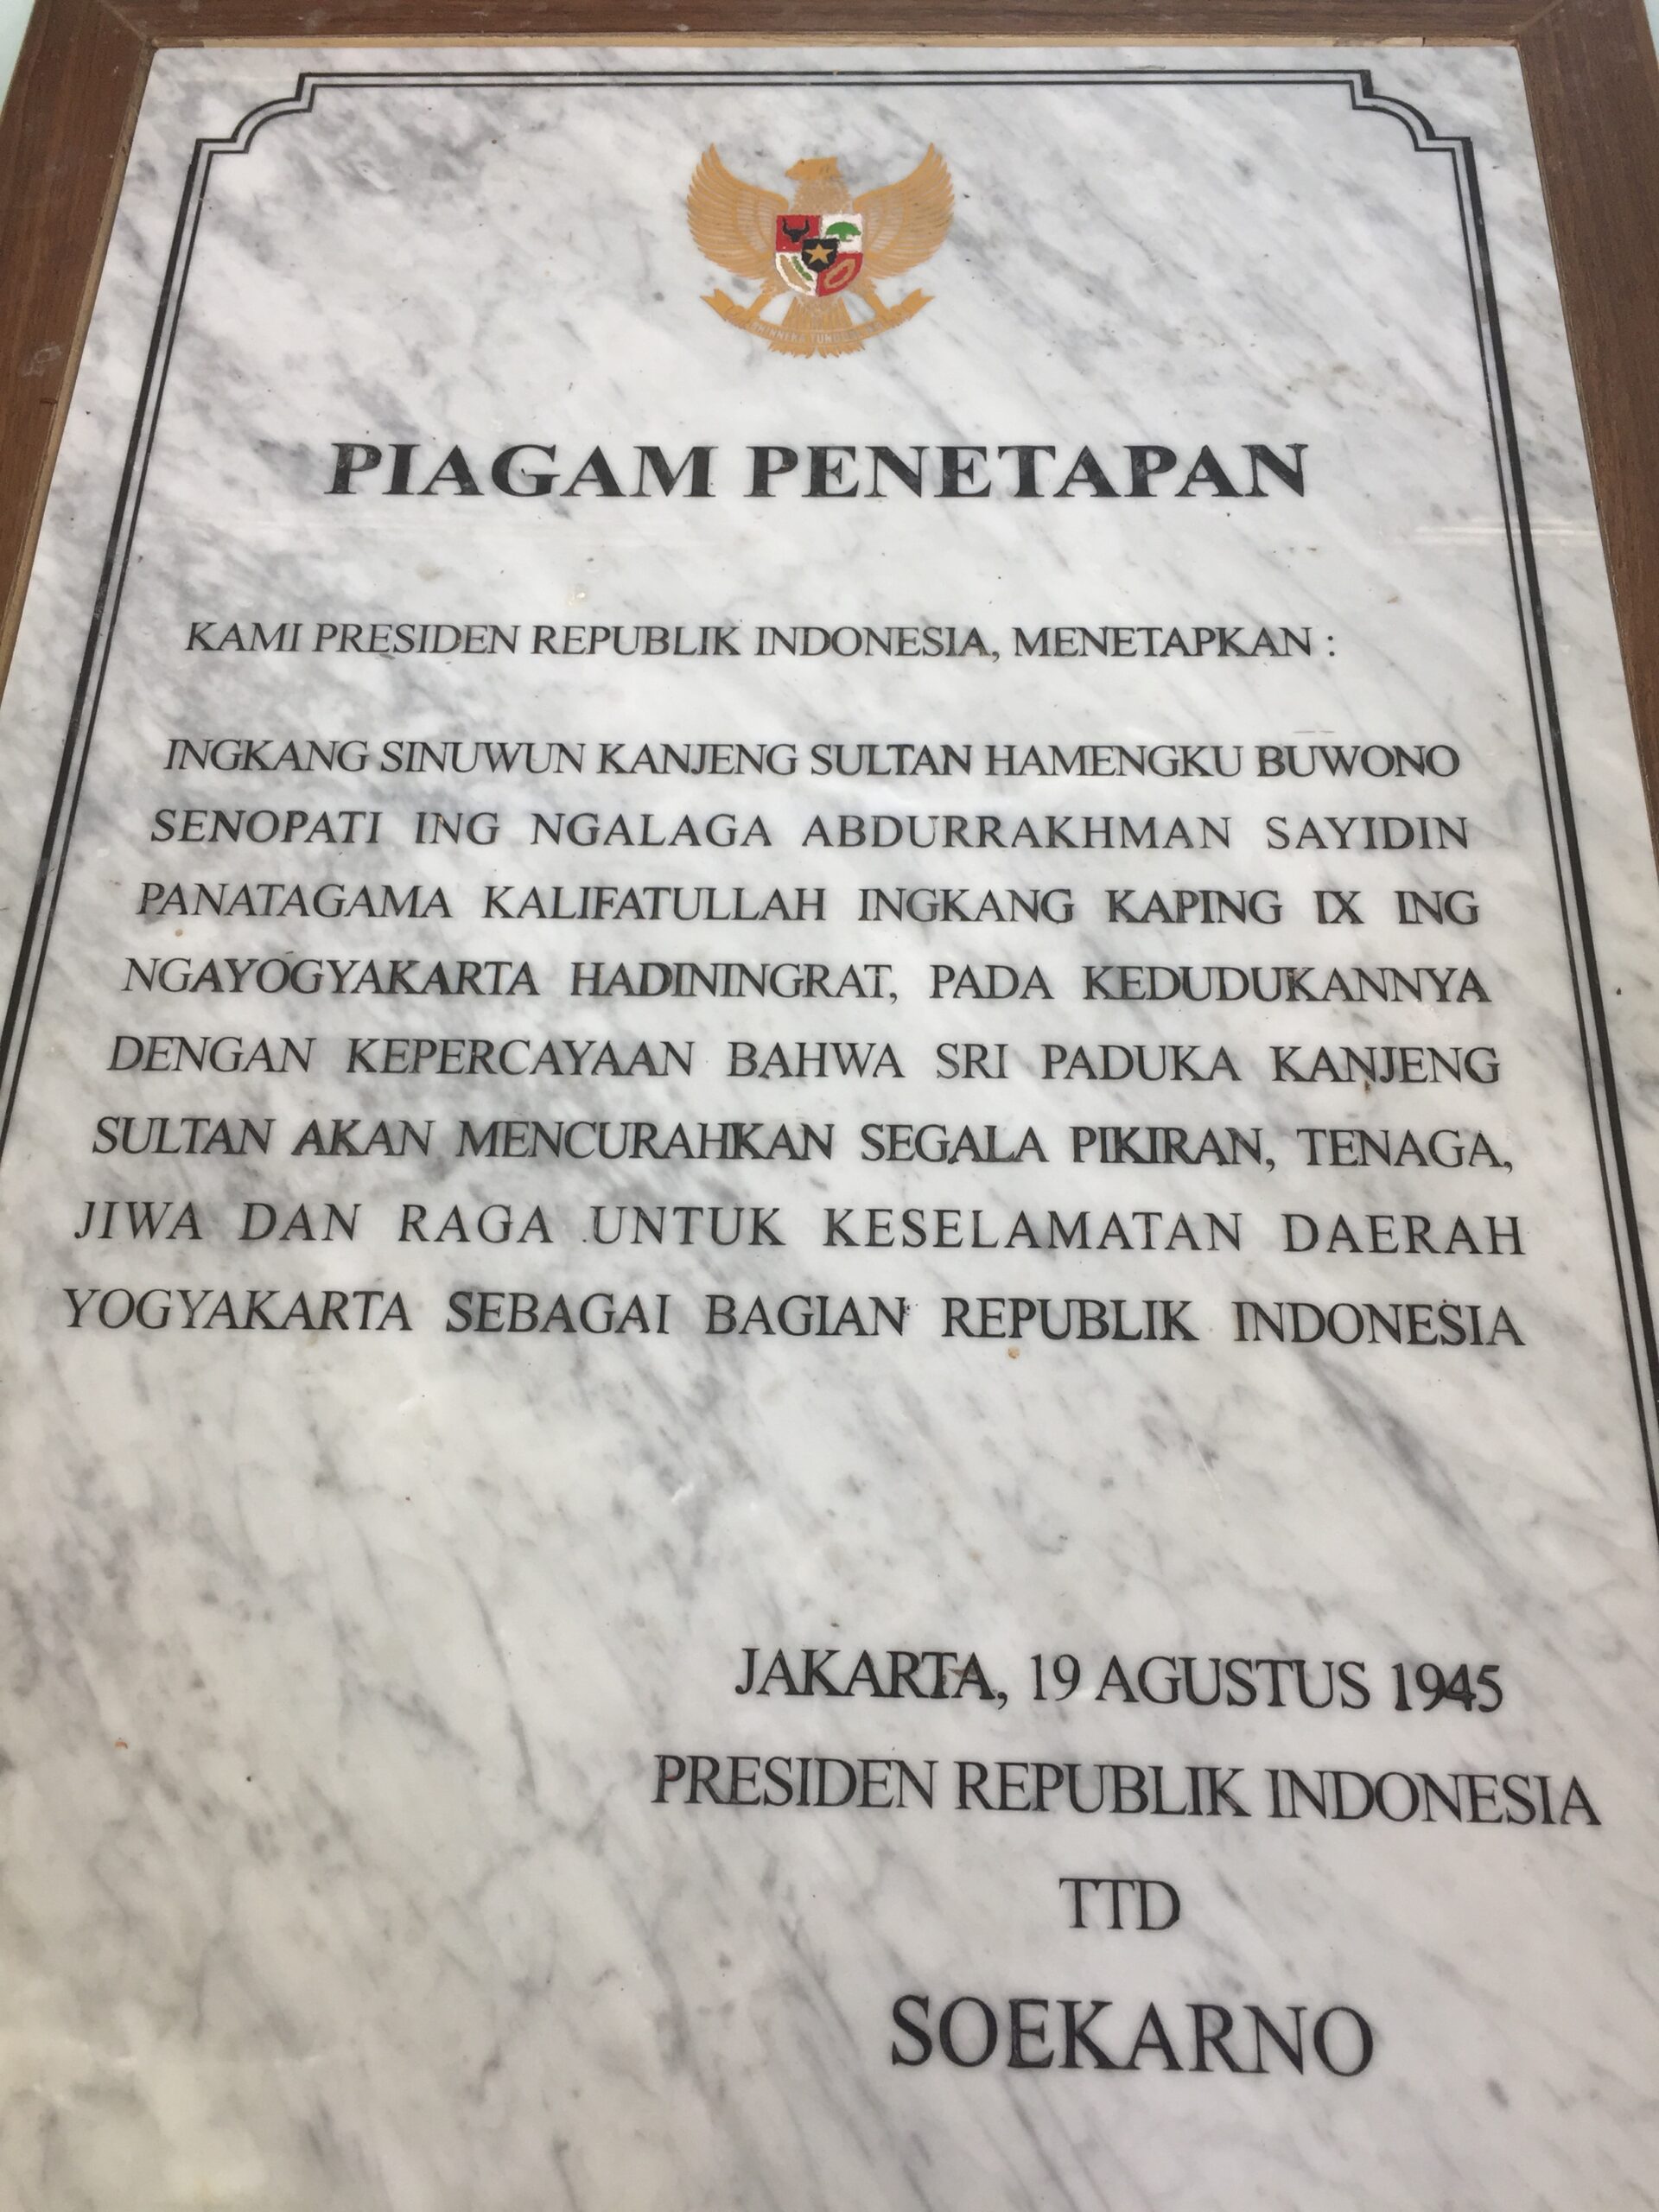 BHINNEKA TUNGGAL IKA
PIAGAM PENETAPAN
KAMI PRESIDEN REPUBLIK INDONESIA, MENETAPKAN :
INGKANG SINUWUN KANJENG SULTAN HAMENGKU BUWONO
SENOPATI ING NGALAGA ABDURRAKHMAN SAYIDIN
PANATAGAMA KALIFATULLAH INGKANG KAPING IX ING
NGAYOGYAKARTA HADININGRAT, PADA KEDUDUKANNYA
DENGAN KEPERCAYAAN BAHWA SRI PADUKA KANJENG
SULTAN AKAN MENCURAHKAN SEGALA PIKIRAN, TENAGA,
JIWA DAN RAGA UNTUK KESELAMATAN DAERAH
YOGYAKARTA SEBAGAI BAGIAN REPUBLIK INDONESIA
JAKARTA, 19 AGUSTUS 1945
PRESIDEN REPUBLIK INDONESIA
TTD
SOEKARNO